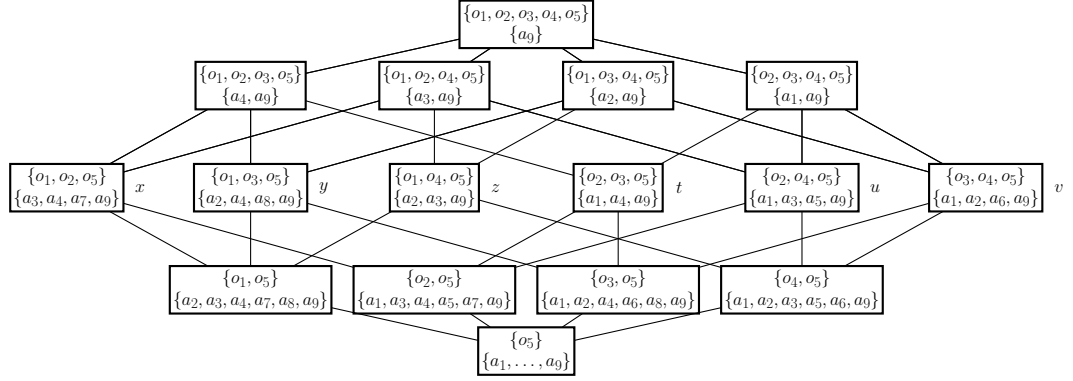 {o₁, o₂, o₃, o₄, o₅}
{a₉}
{o₁, o₂, o₃, o₅}
{a₄, a₉}
{o₁, o₂, o₄, o₅}
{a₃, a₉}
{o₁, o₃, o₄, o₅}
{a₂, a₉}
{o₂, o₃, o₄, o₅}
{a₁, a₉}
{o₁, o₂, o₅}
{a₃, a₄, a₇, a₉}
x
{o₁, o₃, o₅}
{a₂, a₄, a₈, a₉}
y
{o₁, o₄, o₅}
{a₂, a₃, a₉}
z
{o₂, o₃, o₅}
{a₁, a₄, a₉}
t
{o₂, o₄, o₅}
{a₁, a₃, a₅, a₉}
u
{o₃, o₄, o₅}
{a₁, a₂, a₆, a₉}
v
{o₁, o₅}
{a₂, a₃, a₄, a₇, a₈, a₉}
{o₂, o₅}
{a₁, a₃, a₄, a₅, a₇, a₉}
{o₃, o₅}
{a₁, a₂, a₄, a₆, a₈, a₉}
{o₄, o₅}
{a₁, a₂, a₃, a₅, a₆, a₉}
{o₅}
{a₁, . . . , a₉}